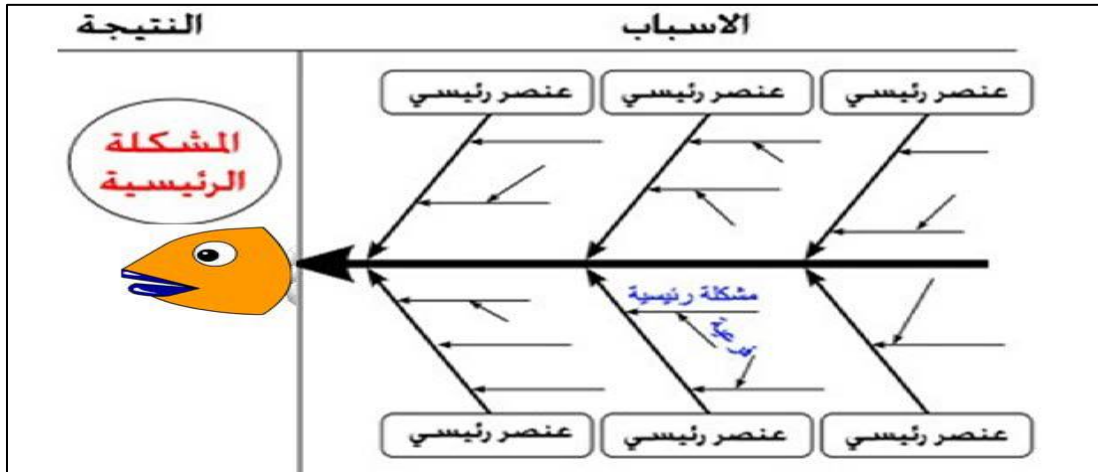 الاسباب
النتيجة
عنصر رئيسي
عنصر رئيسي
عنصر رئيسي
المشكلة
الرئيسية
مشكلة رئيسية
فرعية
عنصر رئيسي
عنصر رئيسي
عنصر رئيسي